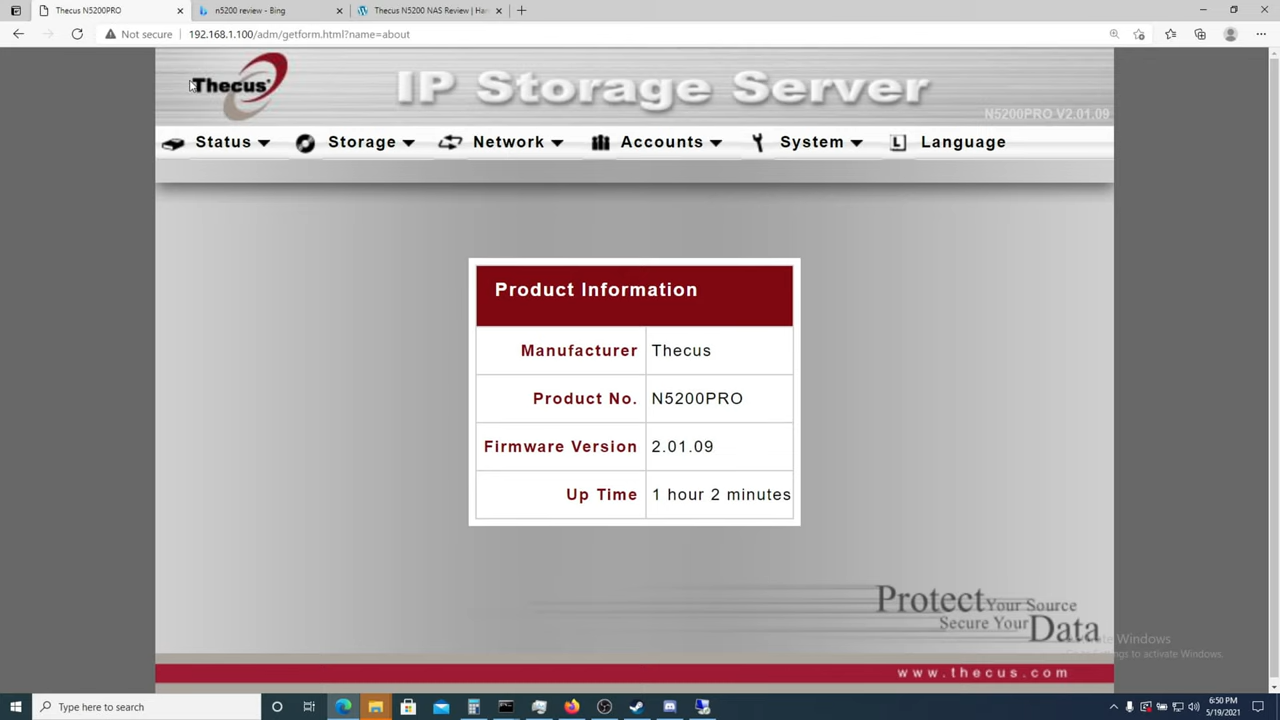 Thecus N5200PRO
n5200 review - Bing
Thecus N5200 NAS Review | Har
Not secure
192.168.1.100/adm/getform.html?name=about
Thecus®
IP Storage Server
N5200PRO V2.01.09
Status
Storage
Network
Accounts
System
L Language
Product Information
Manufacturer Thecus
Product No. N5200PRO
Firmware Version 2.01.09
Up Time 1 hour 2 minutes
Protect Your Source
Secure Your Data
Windows
to activate Windows.
www.thecus.com
Type here to search
6:50 PM
5/19/2021